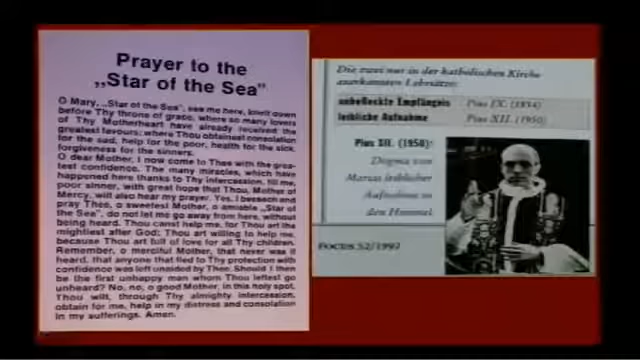 Prayer to the
„Star of the Sea"
O Mary, „Star of the Sea", see me here, knelt down
before Thy throne of grace, where so many lovers
of Thy Motherheart have already received the
greatest favours; where Thou obtainest consolation
for the sad, help for the poor, health for the sick,
forgiveness for the sinners.
O dear Mother, I now come to Thee with the grea-
test confidence. The many miracles, which have
happened here thanks to Thy intercession, fill me,
poor sinner, with great hope that Thou, Mother of
Mercy, will also hear my prayer. Yes, I beseech and
pray Thee, o sweetest Mother, o amiable „Star of
the Sea", do not let me go away from here, without
being heard. Thou canst help me, for Thou art the
mightiest after God; Thou art willing to help me,
because Thou art full of love for all Thy children.
Remember, o merciful Mother, that never was it
heard, that anyone that fled to Thy protection with
confidence was left unaided by Thee. Should I then
be the first unhappy man whom Thou leftest go
unheard? No, no, o good Mother, in this holy spot,
Thou will, through Thy almighty intercession,
obtain for me, help in my distress and consolation
in my sufferings. Amen.
Die zwei nur in der katholischen Kirche
anerkannten Lehrsätze:
unbefleckte Empfängnis Pius IX. (1854)
leibliche Aufnahme Pius XII. (1950)
Pius XII. (1950):
Dogma von
Marias leiblicher
Aufnahme in
den Himmel
FOCUS 52/1997